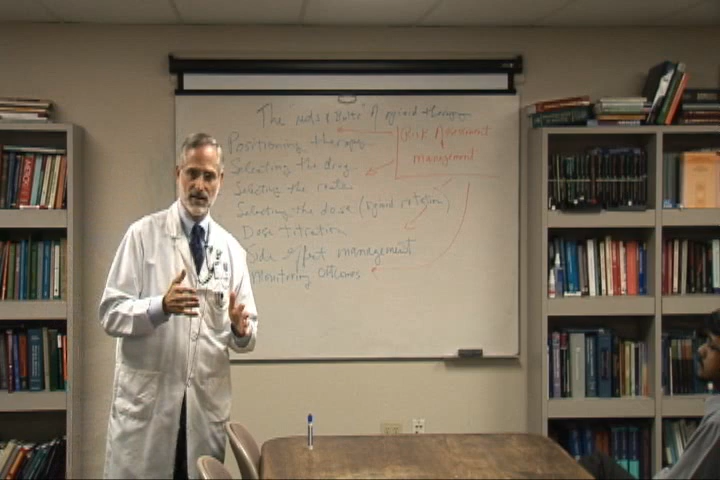 The "Nuts & Bolts" of opioid therapy
Positioning therapy
Risk Assessment
management
Selecting the drug
Selecting the route
Selecting the dose (opioid rotation)
Dose titration
Side effect management
Monitoring Outcomes